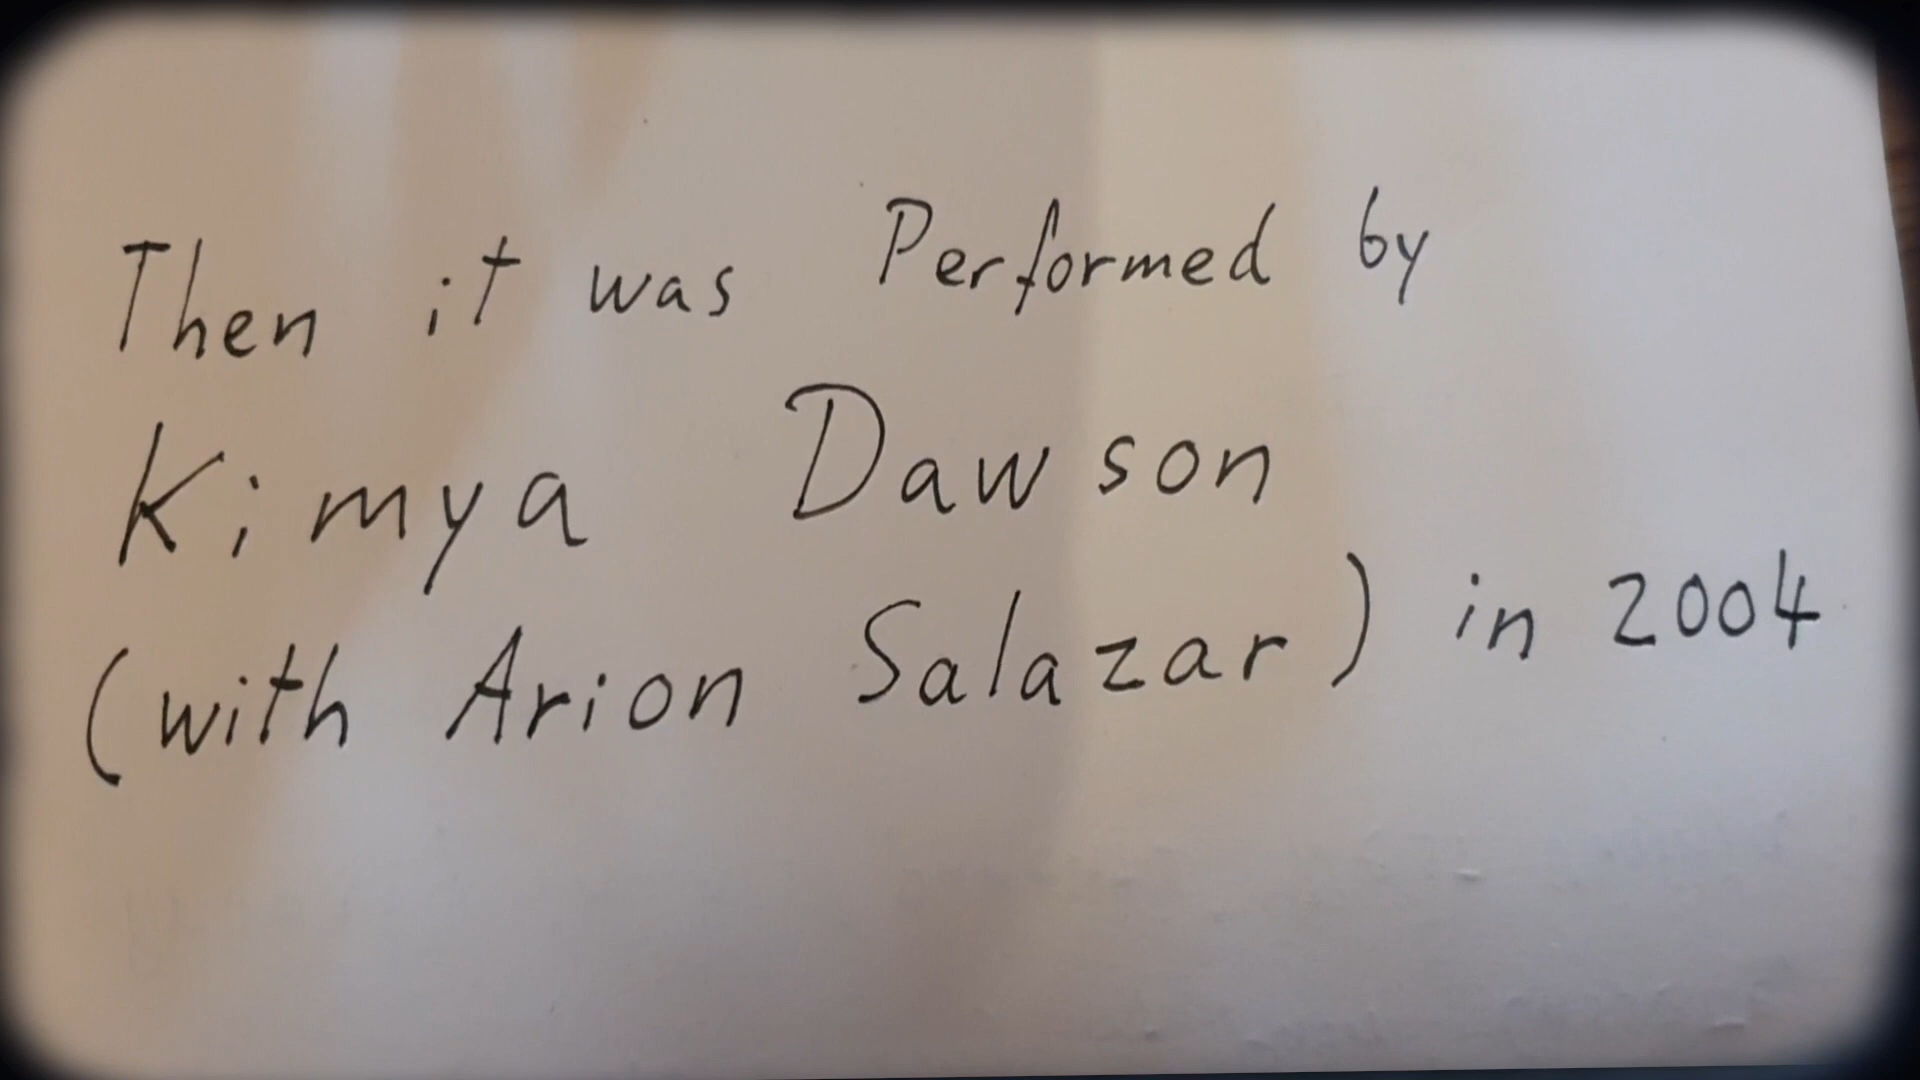 Then it was Performed by
Kimya Dawson
(with Arion Salazar) in 2004